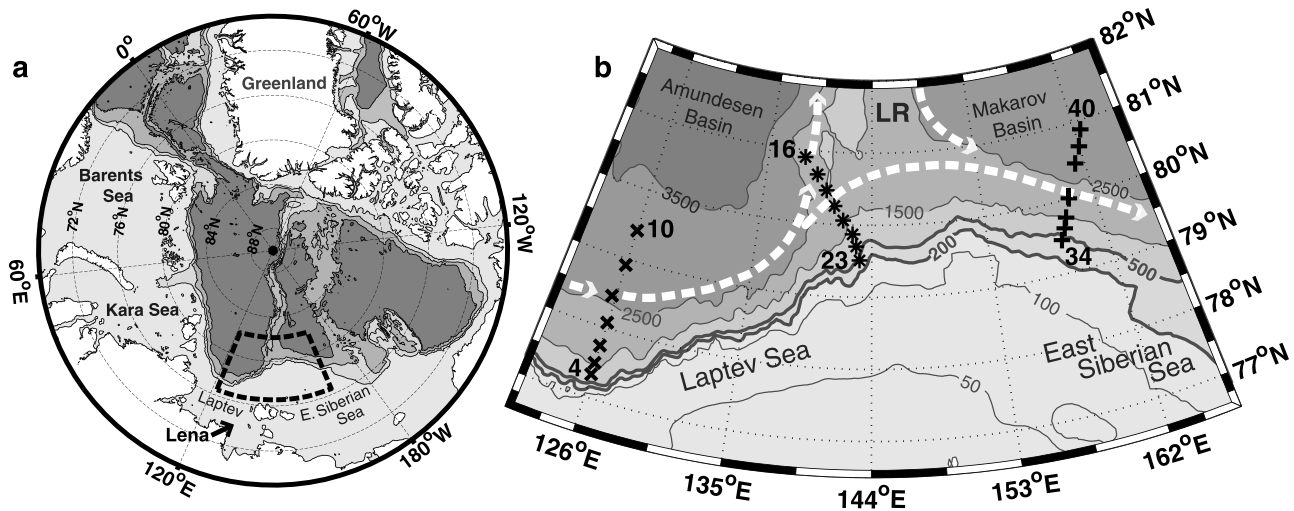 a
0°
60°W
Greenland
Barents
Sea
72°N
76°N
80°N
84°N
88°N
120°W
60°E
Kara Sea
Laptev
E. Siberian
Sea
Lena
120°E
180°W
b
82°N
Amundsen
Basin
LR
Makarov
Basin
40
81°N
16
80°N
3500
2500
1500
10
79°N
23
200
34
500
2500
100
78°N
4
Laptev Sea
East
Siberian
Sea
77°N
50
126°E
135°E
144°E
153°E
162°E